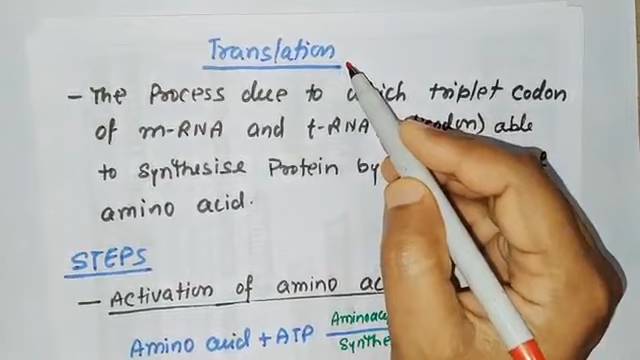 Translation
- The Process due to which triplet codon
of m-RNA and t-RNA able
to synthesise Protein by
amino acid.
STEPS
- Activation of amino
Amino acid + ATP